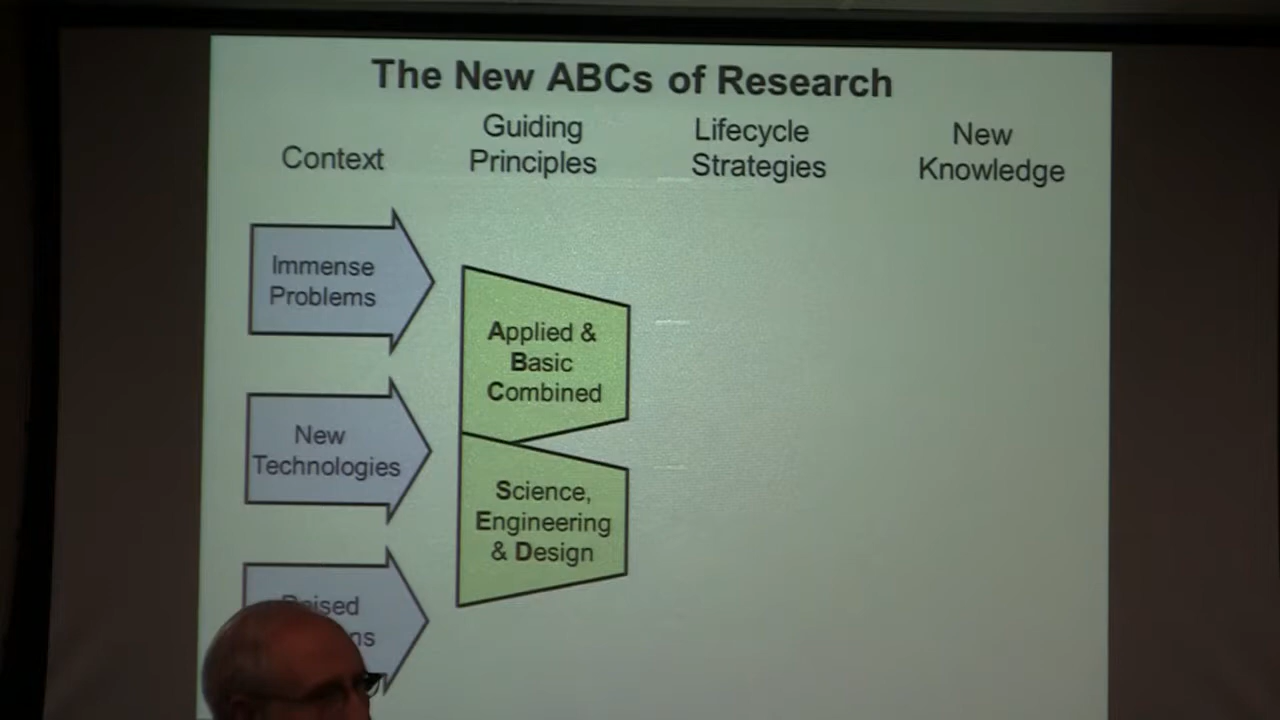 The New ABCs of Research
Context
Guiding
Principles
Lifecycle
Strategies
New
Knowledge
Immense
Problems
New
Technologies
Applied &
Basic
Combined
Science,
Engineering
& Design